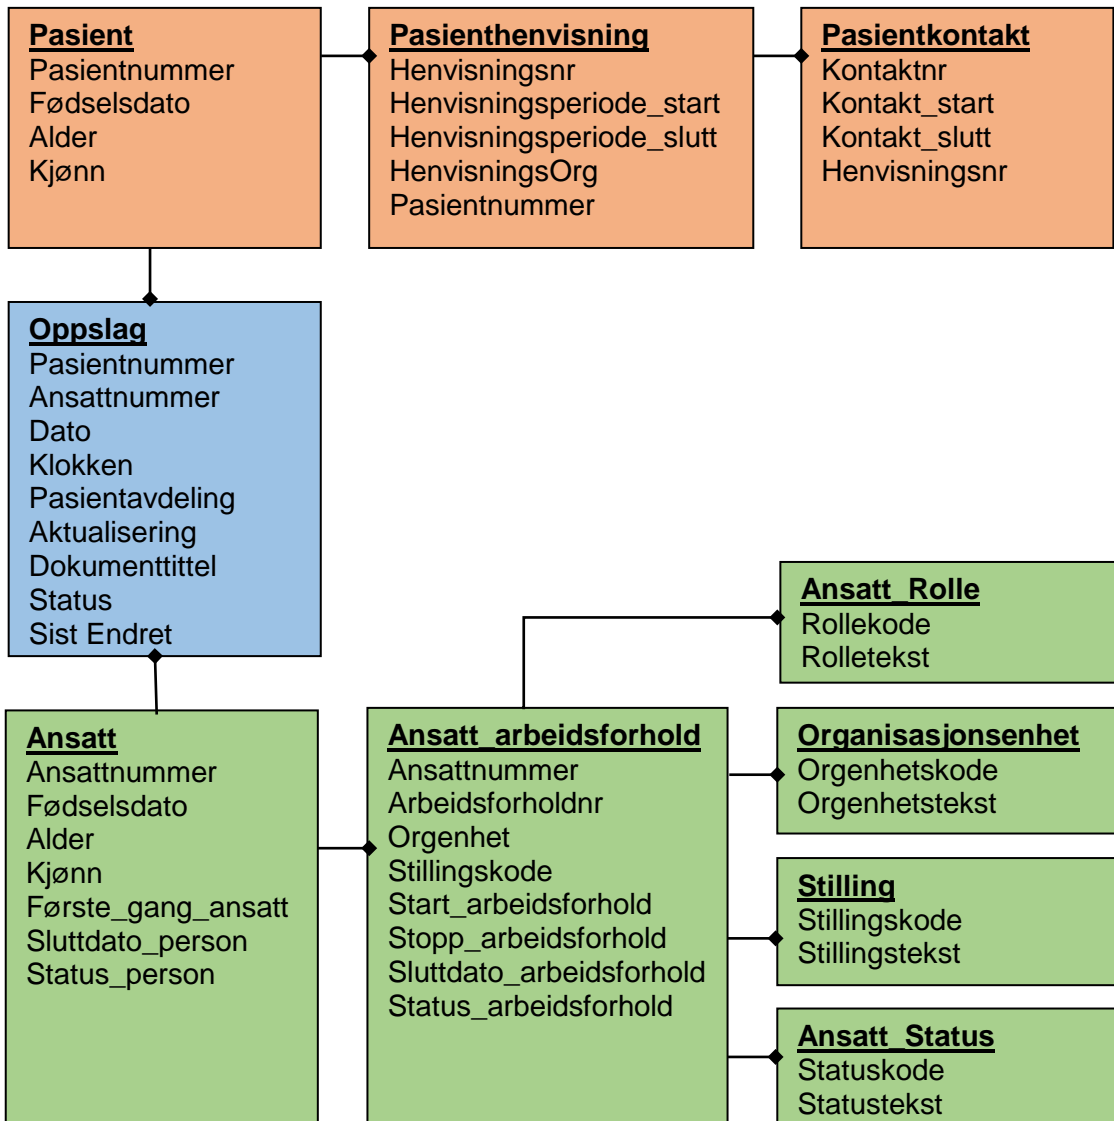 Pasient
Pasientnummer
Fødselsdato
Alder
Kjønn
Pasienthenvisning
Henvisningsnr
Henvisningsperiode_start
Henvisningsperiode_slutt
HenvisningsOrg
Pasientnummer
Pasientkontakt
Kontaktnr
Kontakt_start
Kontakt_slutt
Henvisningsnr
Oppslag
Pasientnummer
Ansattnummer
Dato
Klokken
Pasientavdeling
Aktualisering
Dokumenttittel
Status
Sist Endret
Ansatt
Ansattnummer
Fødselsdato
Alder
Kjønn
Første_gang_ansatt
Sluttdato_person
Status_person
Ansatt_arbeidsforhold
Ansattnummer
Arbeidsforholdnr
Orgenhet
Stillingskode
Start_arbeidsforhold
Stopp_arbeidsforhold
Sluttdato_arbeidsforhold
Status_arbeidsforhold
Ansatt_Rolle
Rollekode
Rolletekst
Organisasjonsenhet
Orgenhetskode
Orgenhetstekst
Stilling
Stillingskode
Stillingstekst
Ansatt_Status
Statuskode
Statustekst